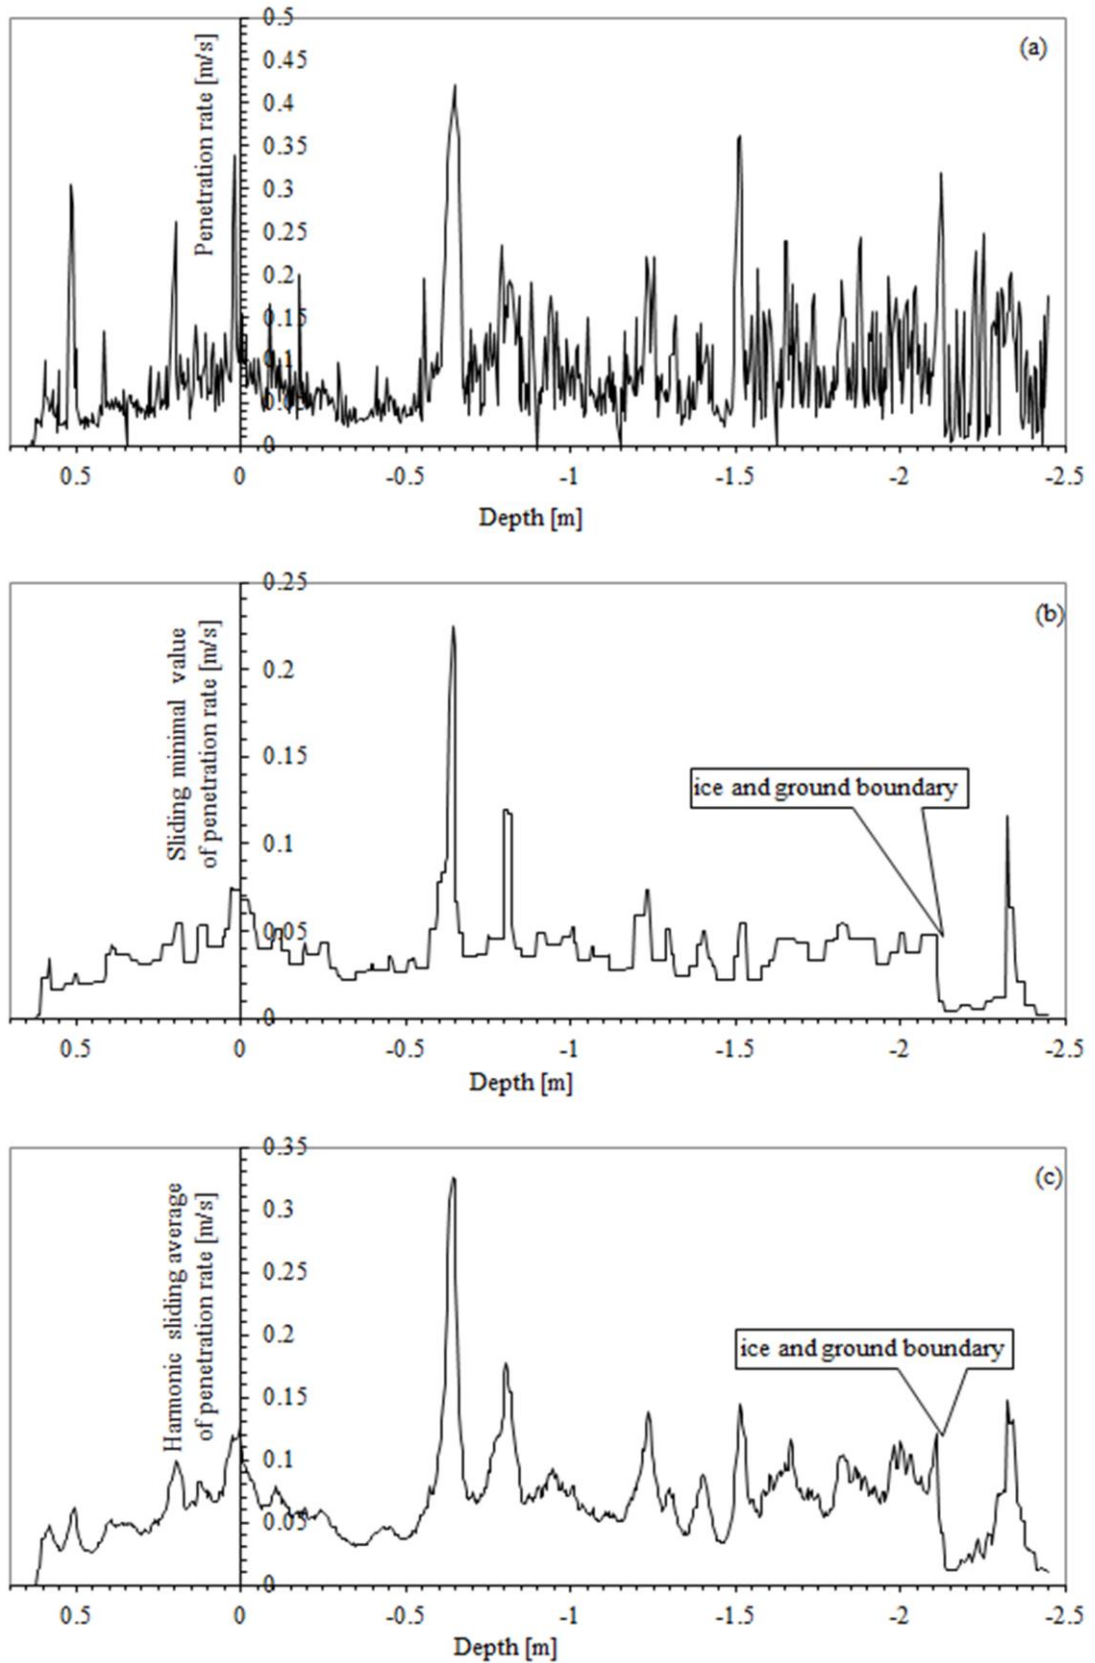 (a)
Penetration rate [m/s]
0.5
0.45
0.4
0.35
0.3
0.25
0.2
0.15
0.1
0.05
0
0.5 0 -0.5 -1 -1.5 -2 -2.5
Depth [m]
(b)
Sliding minimal value
of penetration rate [m/s]
0.25
0.2
0.15
0.1
0.05
0
ice and ground boundary
0.5 0 -0.5 -1 -1.5 -2 -2.5
Depth [m]
(c)
Harmonic sliding average
of penetration rate [m/s]
0.35
0.3
0.25
0.2
0.15
0.1
0.05
0
ice and ground boundary
0.5 0 -0.5 -1 -1.5 -2 -2.5
Depth [m]